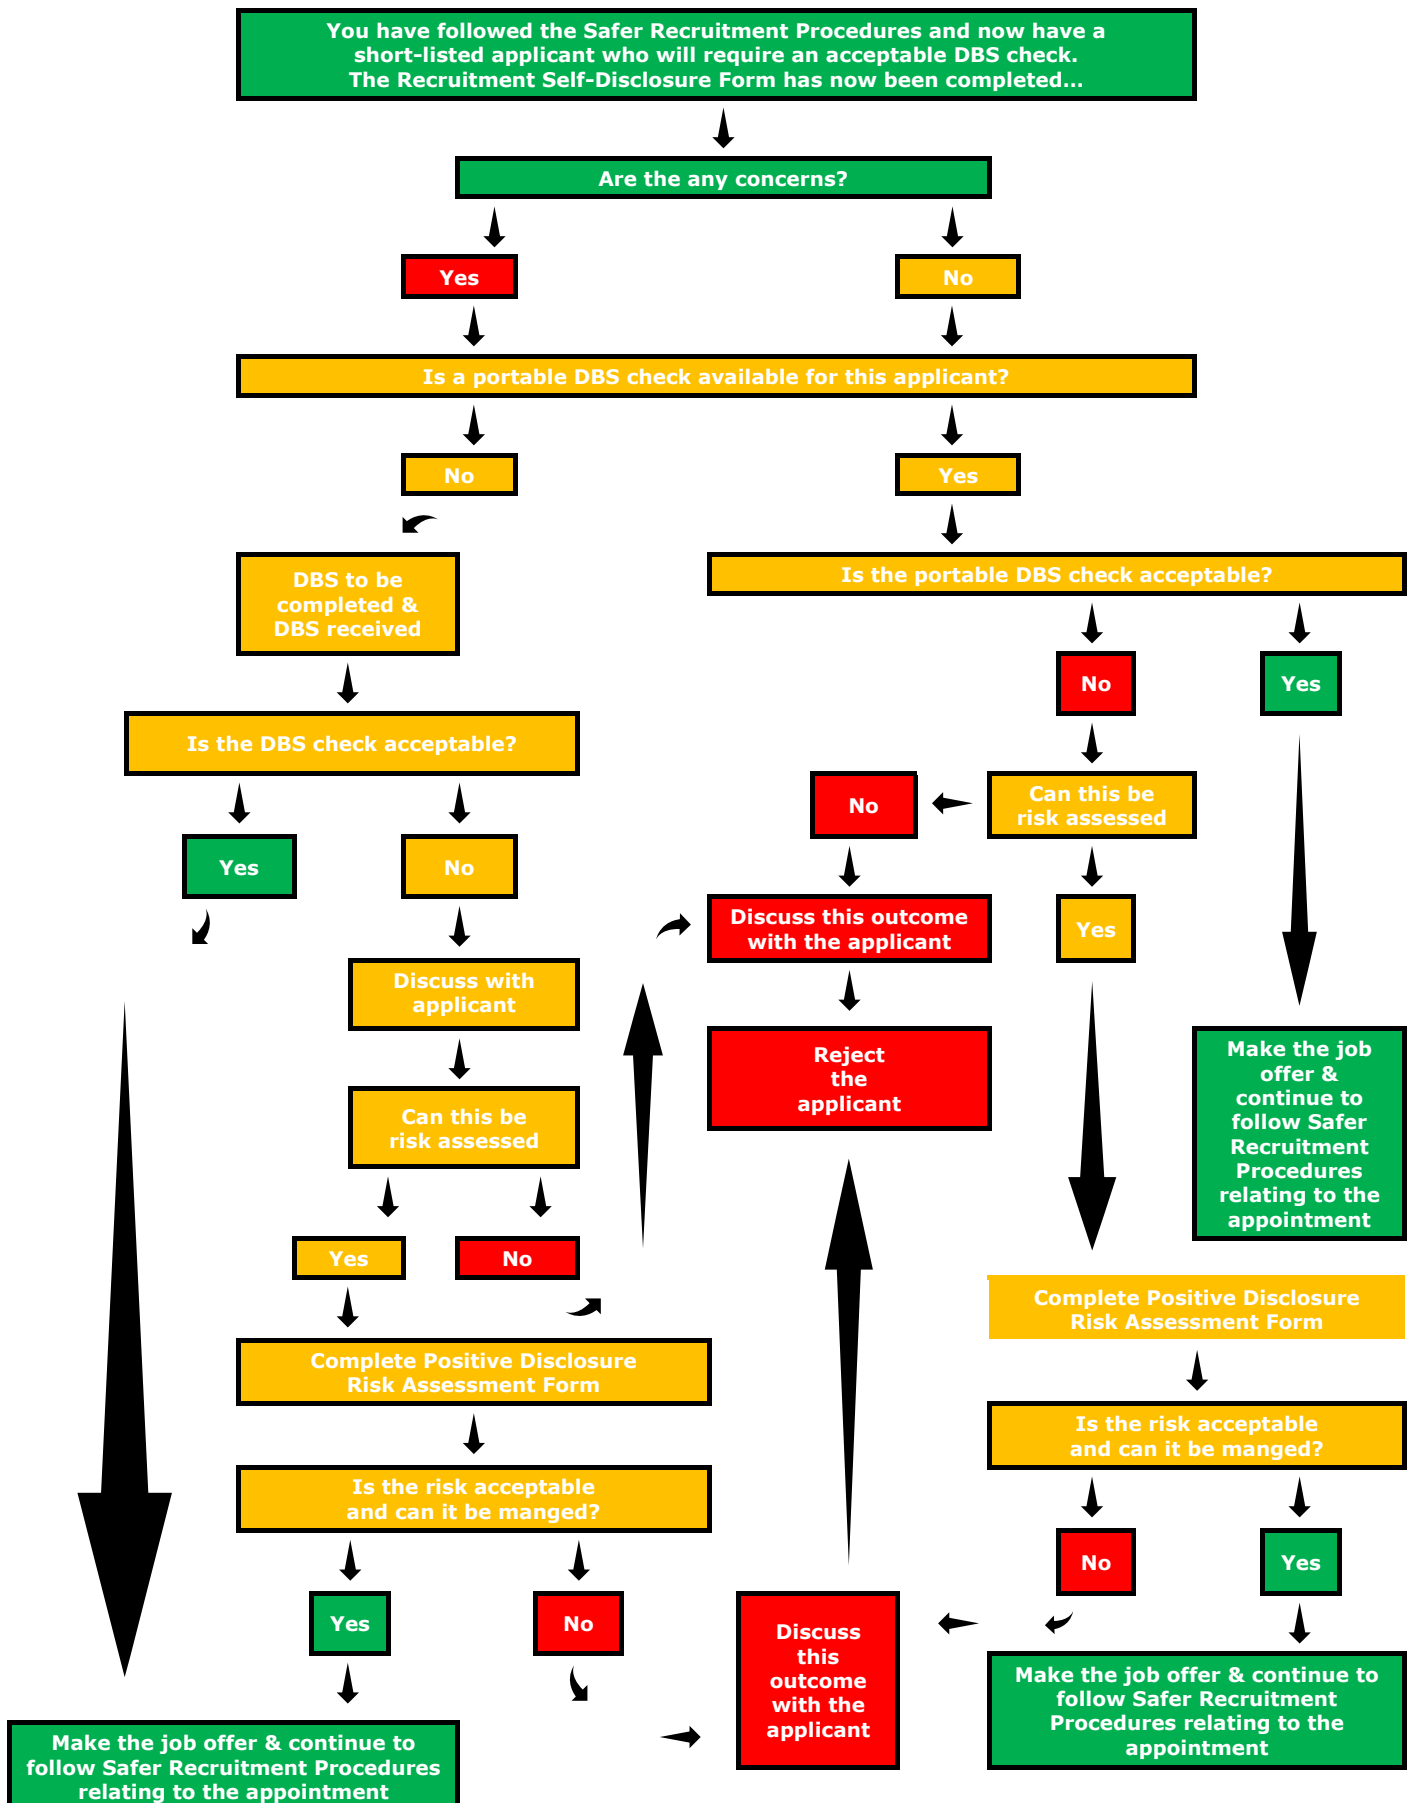 You have followed the Safer Recruitment Procedures and now have a
short-listed applicant who will require an acceptable DBS check.
The Recruitment Self-Disclosure Form has now been completed...
Are the any concerns?
Yes
No
Is a portable DBS check available for this applicant?
No
Yes
DBS to be
completed &
DBS received
Is the portable DBS check acceptable?
No
Yes
Is the DBS check acceptable?
No
Can this be
risk assessed
Yes
No
Discuss this outcome
with the applicant
Yes
Discuss with
applicant
Reject
the
applicant
Make the job
offer &
continue to
follow Safer
Recruitment
Procedures
relating to the
appointment
Can this be
risk assessed
Yes
No
Complete Positive Disclosure
Risk Assessment Form
Complete Positive Disclosure
Risk Assessment Form
Is the risk acceptable
and can it be manged?
Is the risk acceptable
and can it be manged?
No
Yes
Yes
No
Discuss
this
outcome
with the
applicant
Make the job offer & continue to
follow Safer Recruitment
Procedures relating to the
appointment
Make the job offer & continue to
follow Safer Recruitment Procedures
relating to the appointment